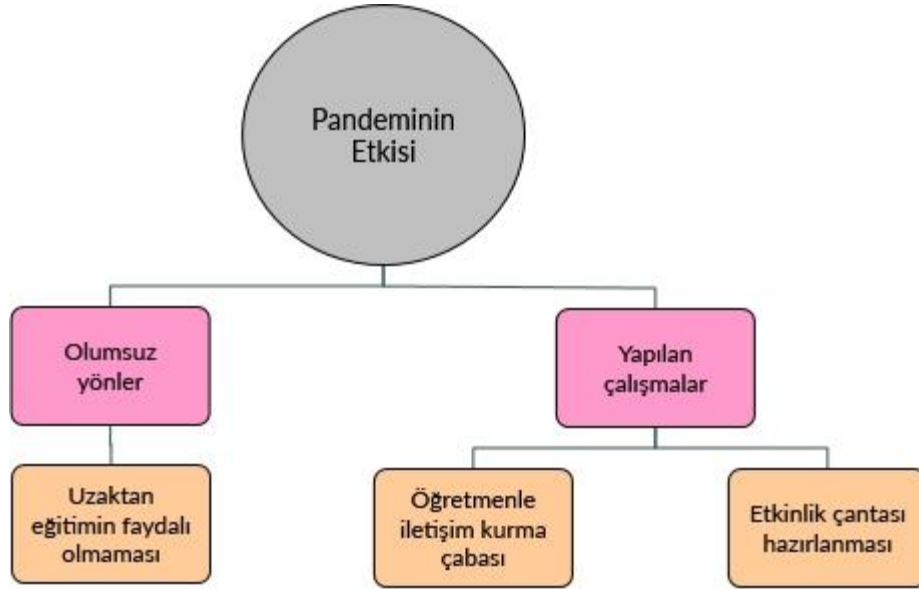 Pandeminin
Etkisi
Olumsuz
yönler
Yapılan
çalışmalar
Uzaktan
eğitimin faydalı
olmaması
Öğretmenle
iletişim kurma
çabası
Etkinlik çantası
hazırlanması